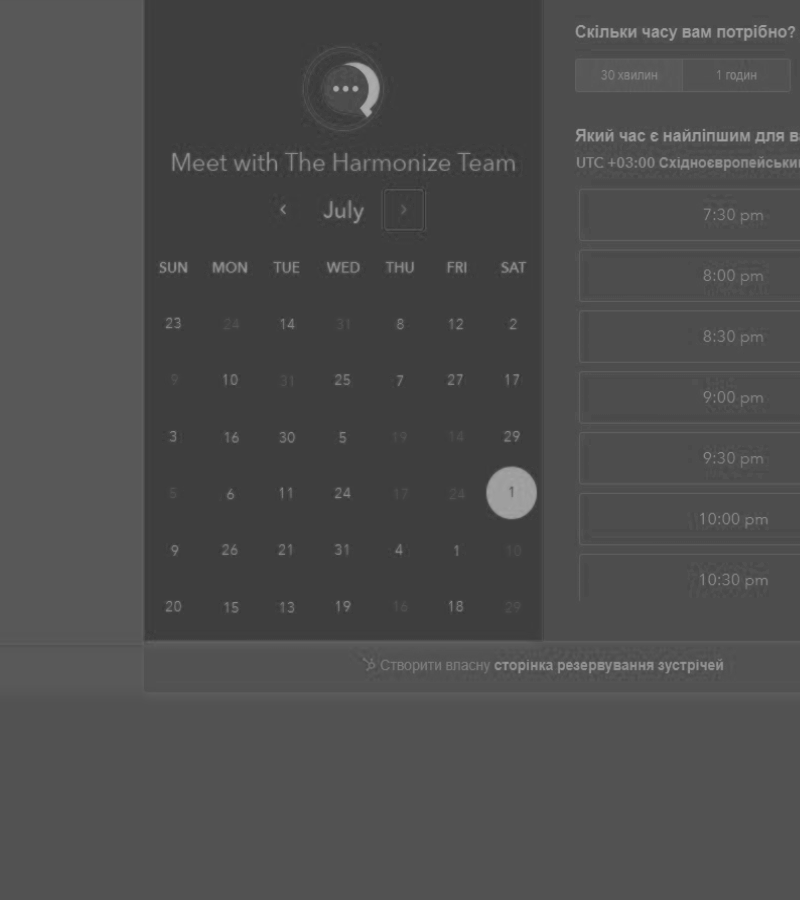 Meet with The Harmonize Team
July
SUN MON TUE WED THU FRI SAT
23 24 14 31 8 12 2
9 10 31 25 7 27 17
3 16 30 5 19 14 29
5 6 11 24 17 24 1
9 26 21 31 4 1 10
20 15 13 19 16 18 29
Скільки часу вам потрібно?
30 хвилин 1 годин
Який час є найліпшим для
UTC +03:00
7:30 pm
8:00 pm
8:30 pm
9:00 pm
9:30 pm
10:00 pm
10:30 pm
Створити власну сторінка резервування зустрічей